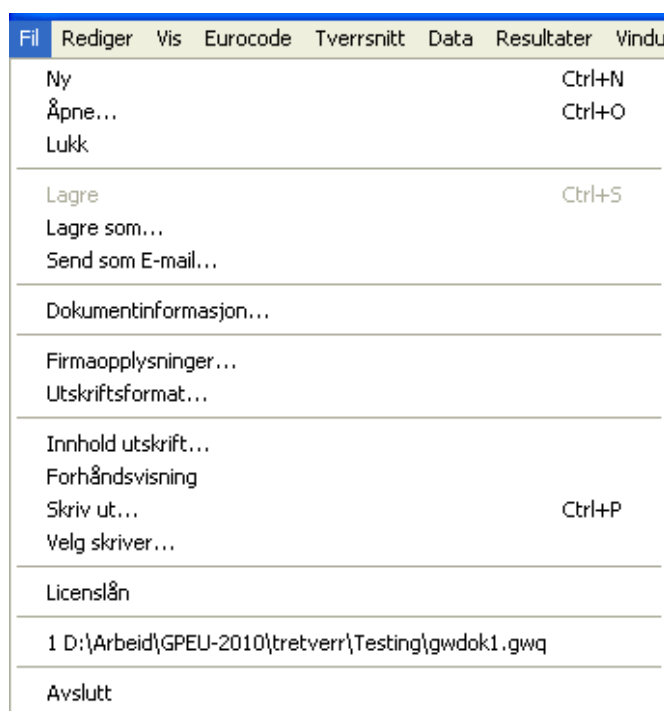 Fil Rediger Vis Eurocode Tverrsnitt Data Resultater Vindu
Ny Ctrl+N
Åpne... Ctrl+O
Lukk
Lagre Ctrl+S
Lagre som...
Send som E-mail...
Dokumentinformasjon...
Firmaopplysninger...
Utskriftsformat...
Innhold utskrift...
Forhåndsvisning
Skriv ut... Ctrl+P
Velg skriver...
Licenslån
1 D:\Arbeid\GPEU-2010\tretverr\Testing\gwdok1.gwq
Avslutt